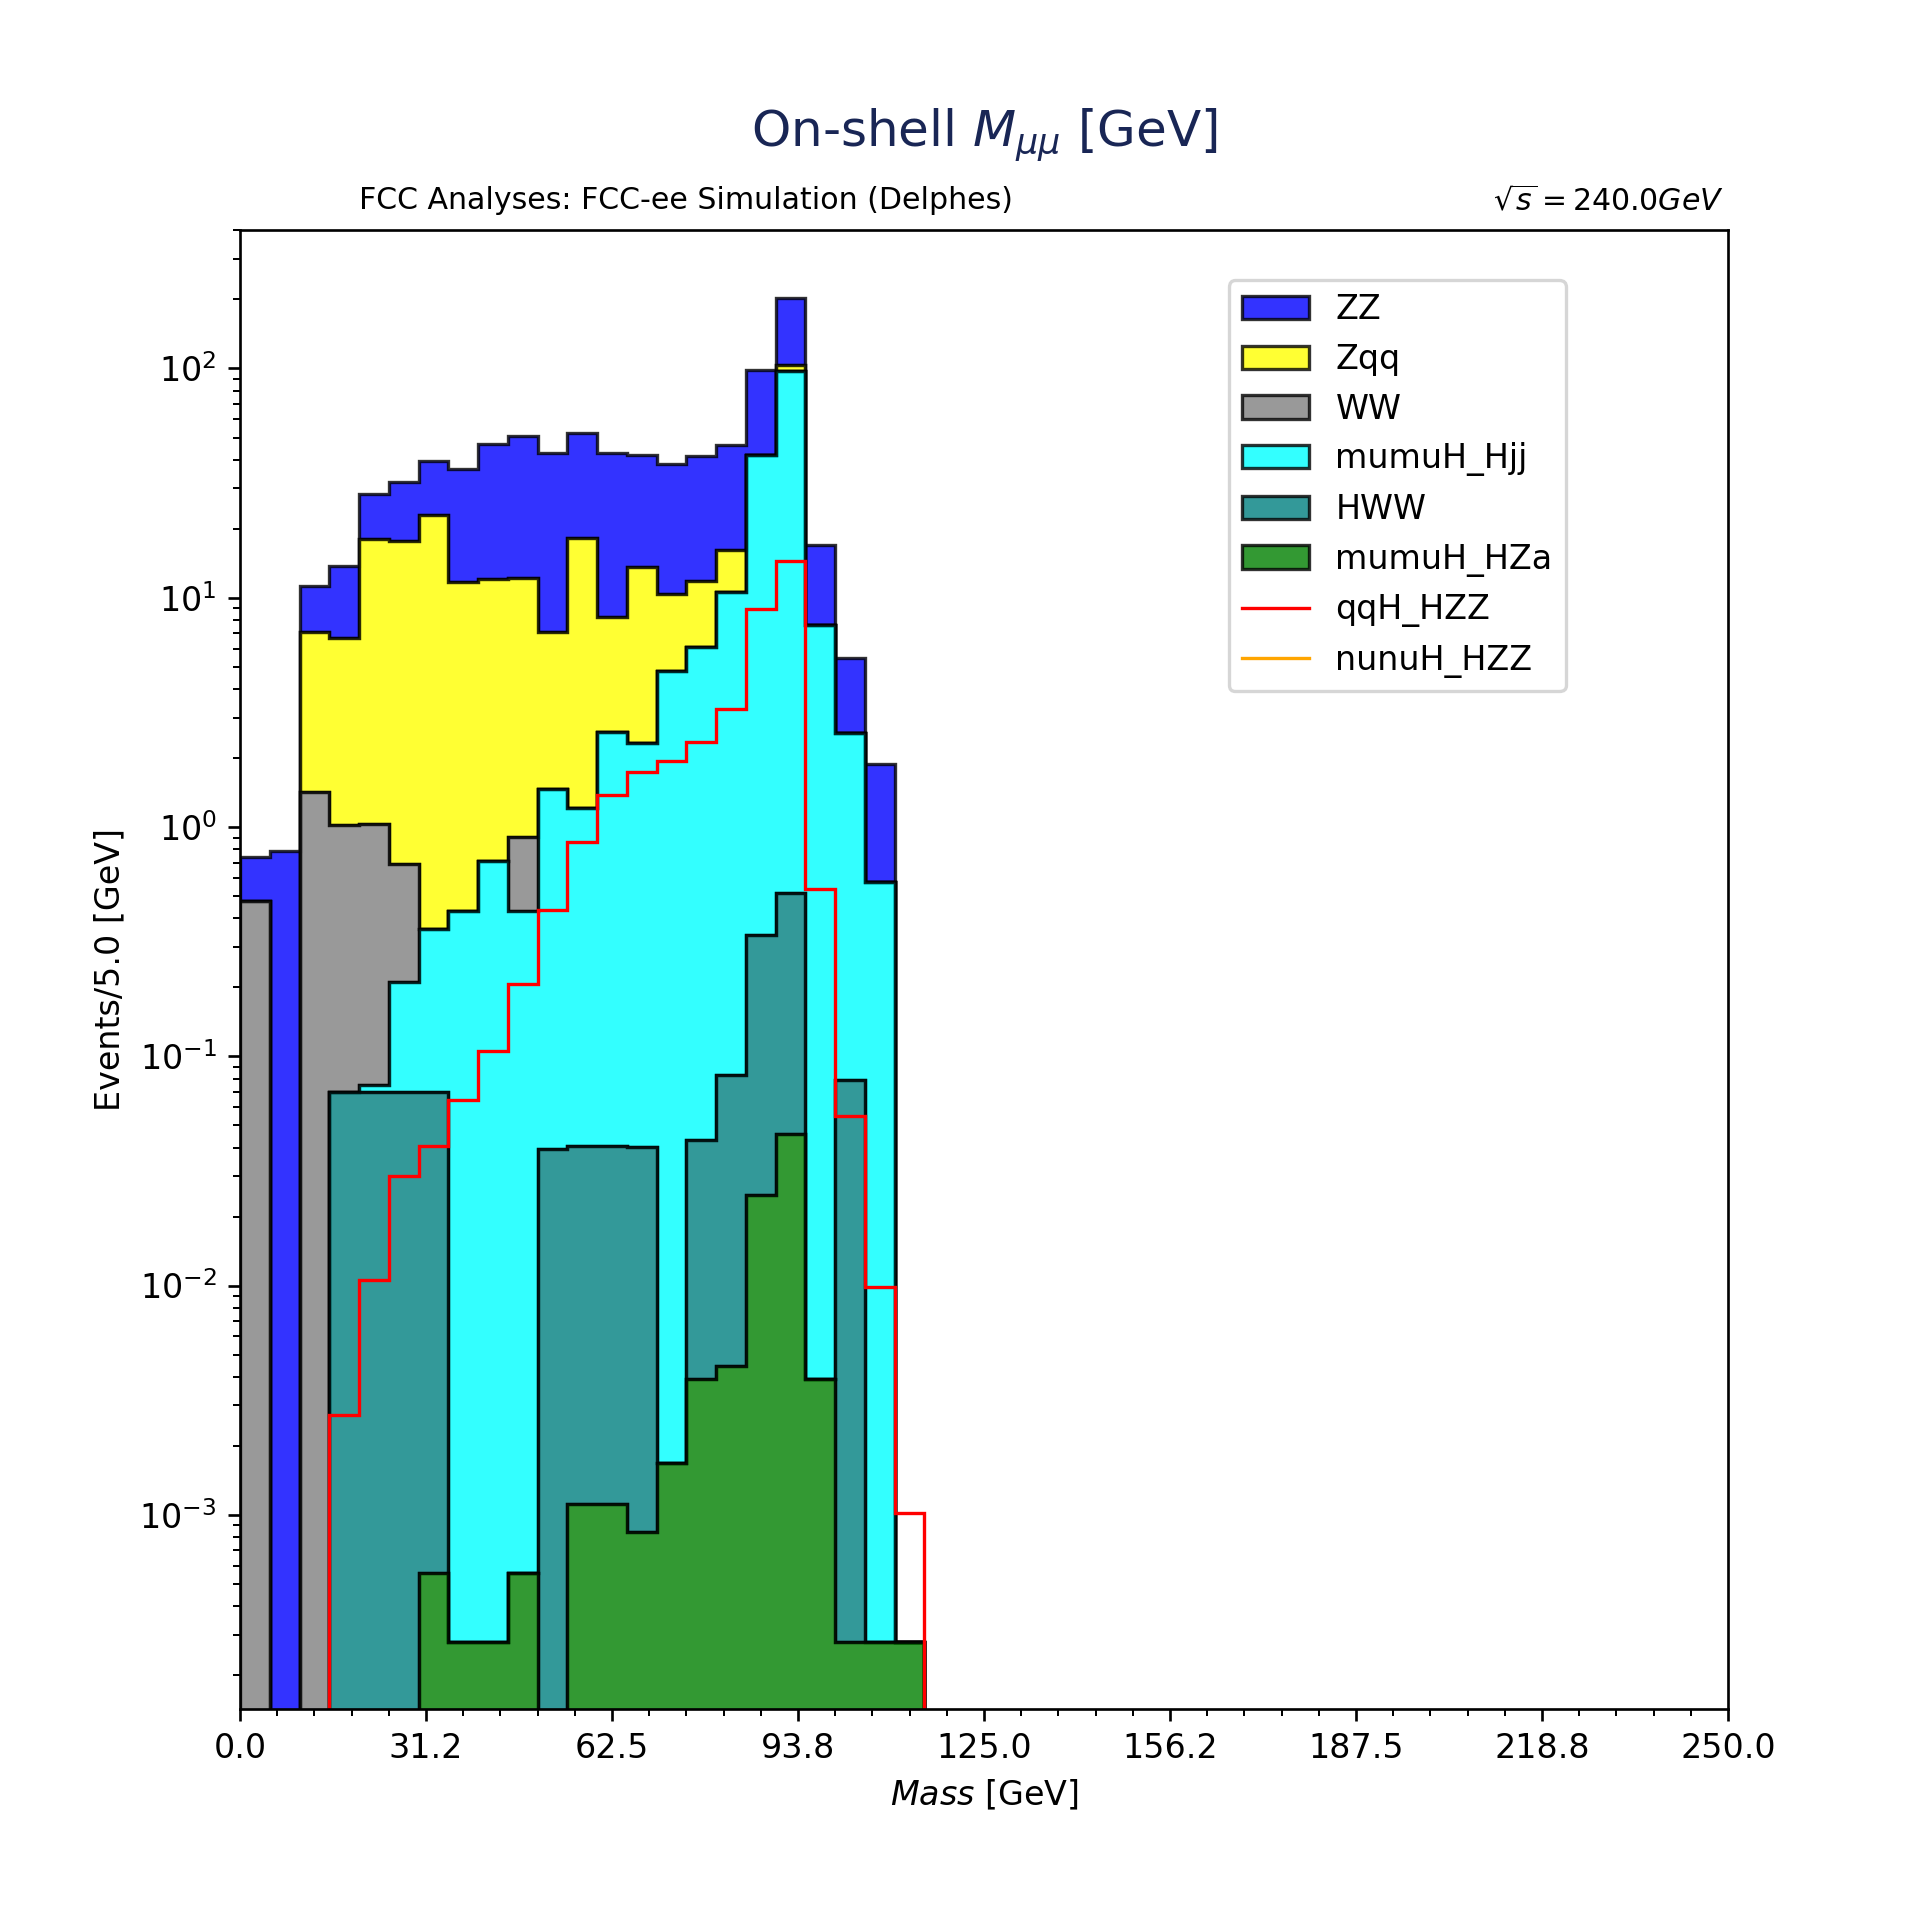 On-shell $M_{\mu\mu}$ [GeV]
FCC Analyses: FCC-ee Simulation (Delphes)
$\sqrt{s} = 240.0GeV$
ZZ
Zqq
WW
mumuH_Hjj
HWW
mumuH_HZa
qqH_HZZ
nunuH_HZZ
Events/5.0 [GeV]
$10^{2}$
$10^{1}$
$10^{0}$
$10^{-1}$
$10^{-2}$
$10^{-3}$
0.0 31.2 62.5 93.8 125.0 156.2 187.5 218.8 250.0
Mass [GeV]